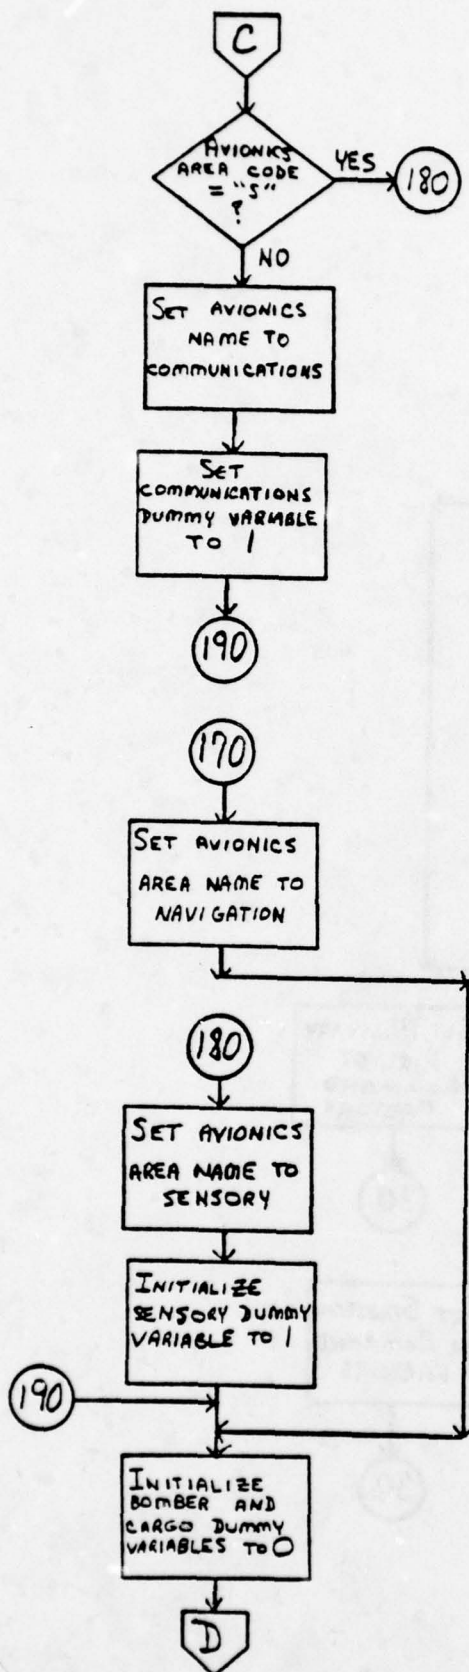 C
AVIONICS
AREA CODE
= "S"
?
YES
180
NO
SET AVIONICS
NAME TO
COMMUNICATIONS
SET
COMMUNICATIONS
DUMMY VARIABLE
TO 1
190
170
SET AVIONICS
AREA NAME TO
NAVIGATION
180
SET AVIONICS
AREA NAME TO
SENSORY
INITIALIZE
SENSORY DUMMY
VARIABLE TO 1
190
INITIALIZE
BOMBER AND
CARGO DUMMY
VARIABLES TO 0
D